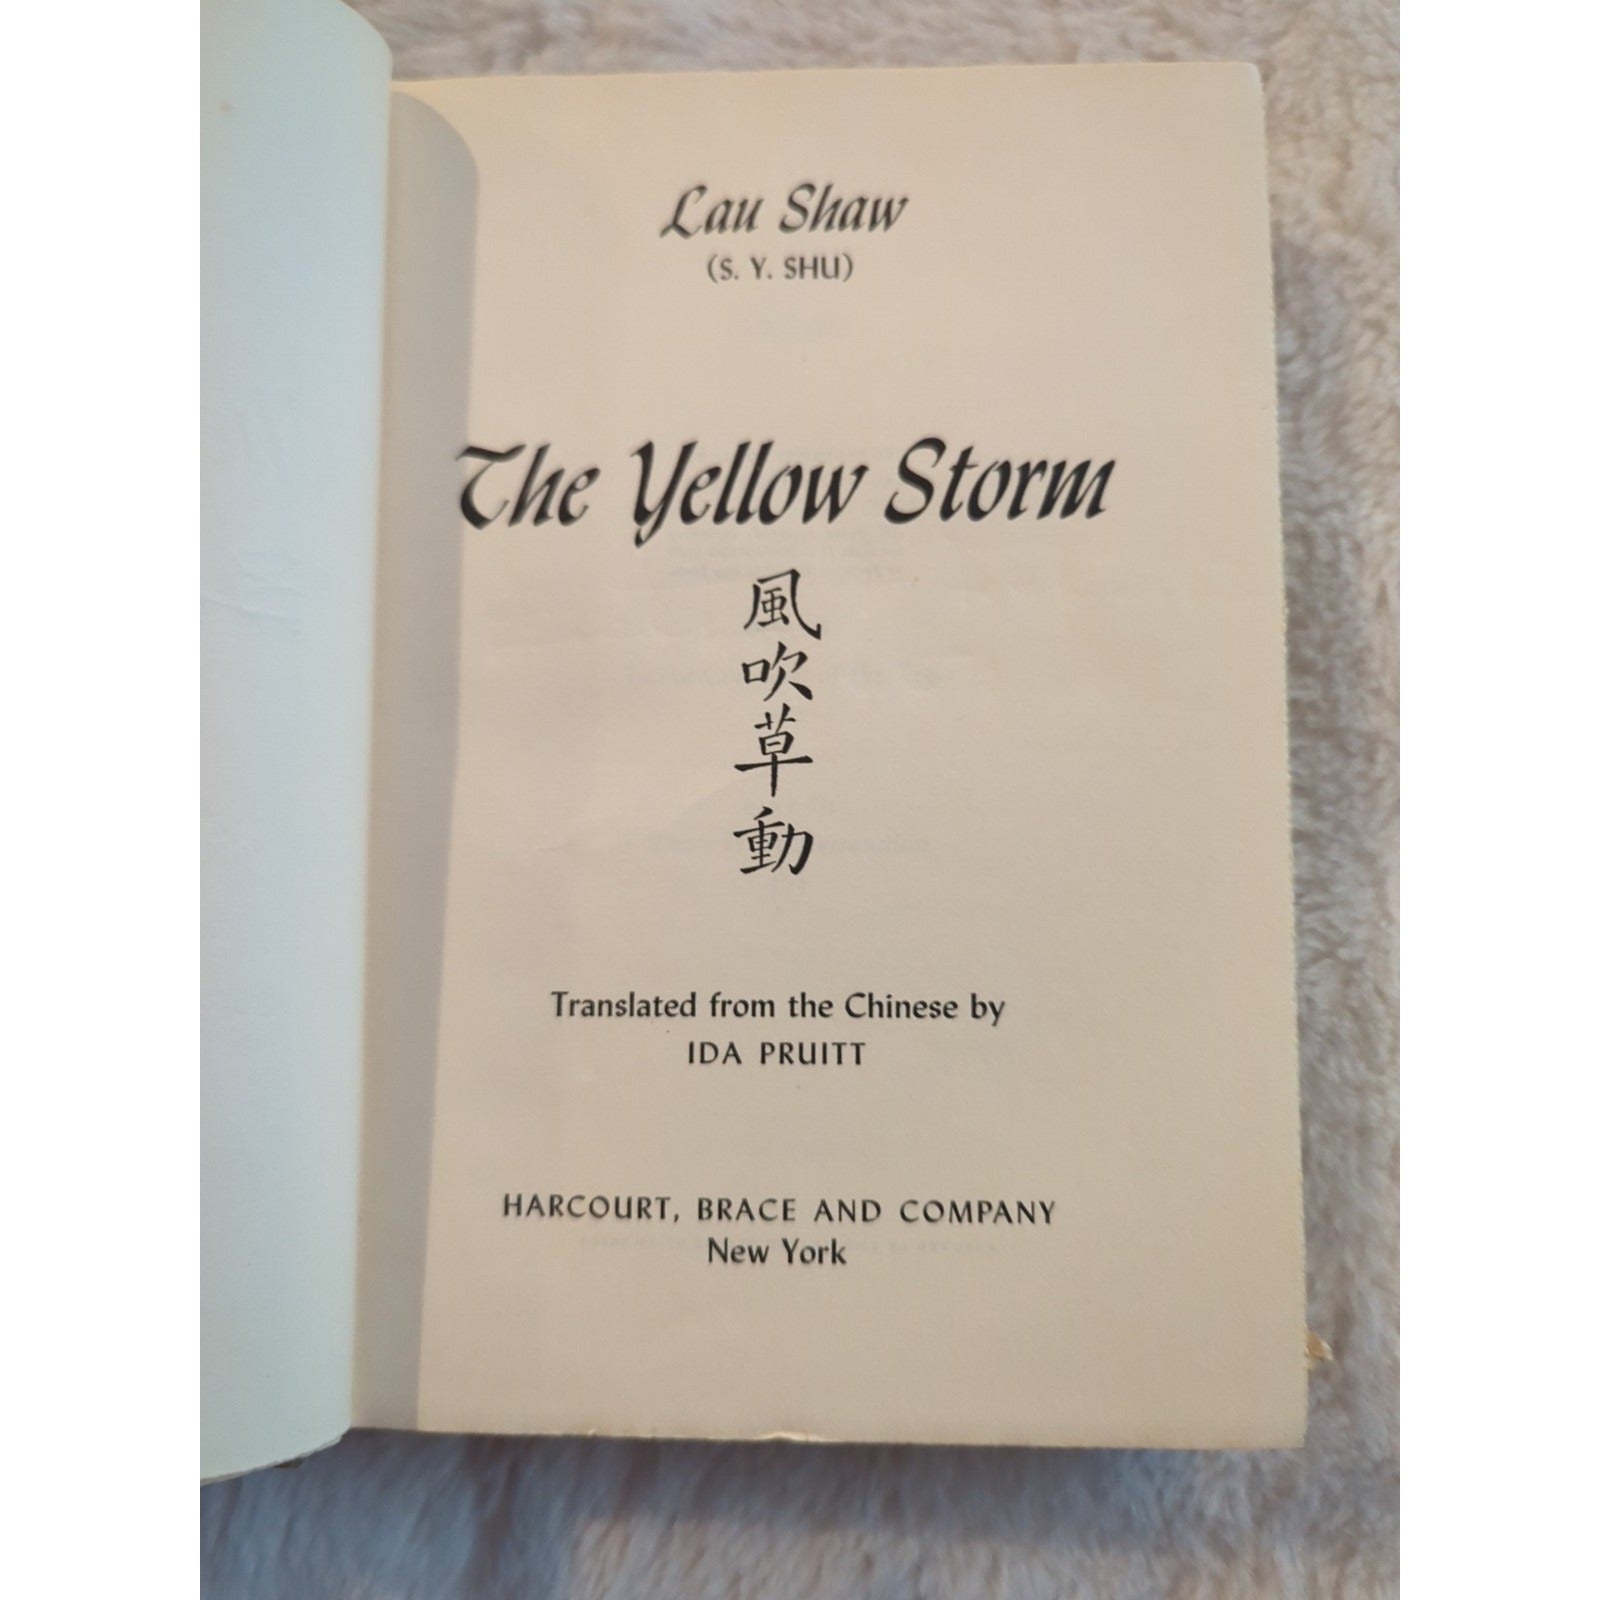 Lau Shaw
(S. Y. SHU)
The Yellow Storm
風吹草動
Translated from the Chinese by
IDA PRUITT
HARCOURT, BRACE AND COMPANY
New York